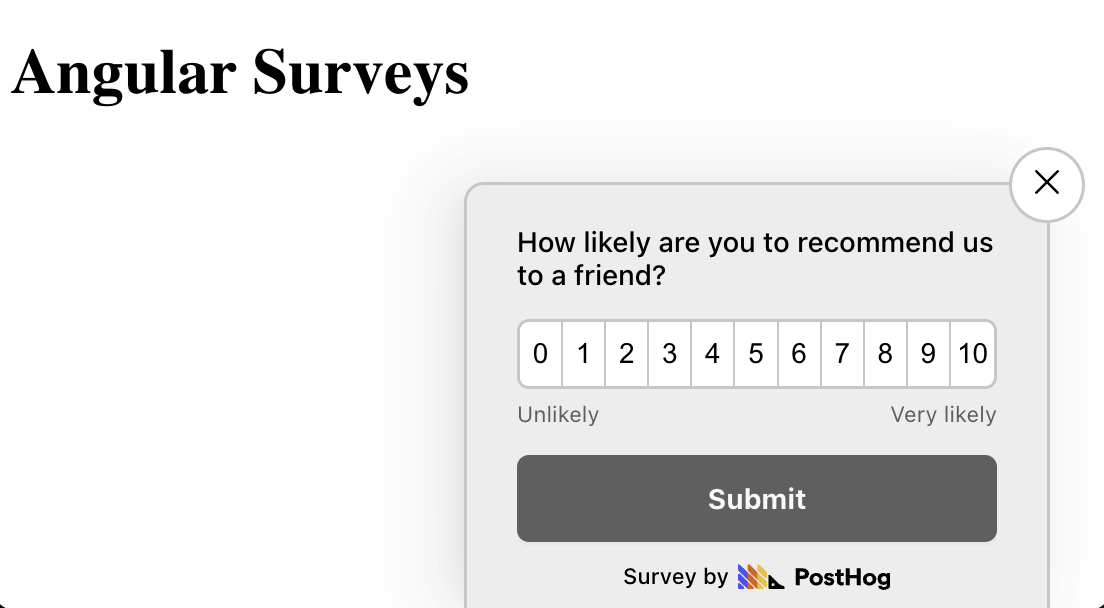 Angular Surveys
How likely are you to recommend us
to a friend?
0 1 2 3 4 5 6 7 8 9 10
Unlikely Very likely
Submit
Survey by PostHog